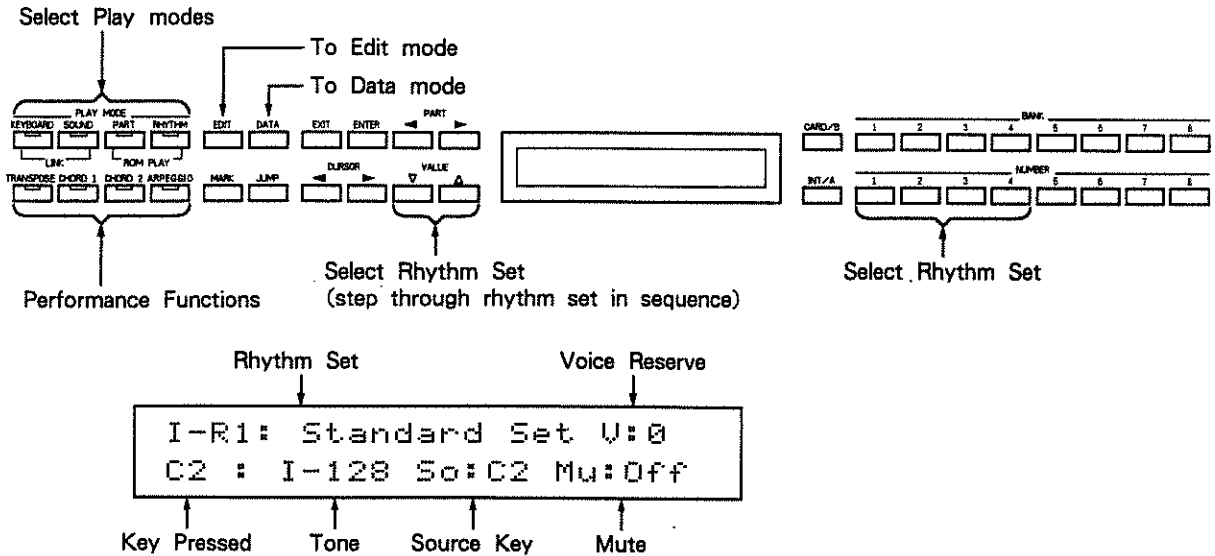 Select Play modes
To Edit mode
To Data mode
PLAY MODE
KEYBOARD SOUND PART RHYTHM EDIT DATA EXIT ENTER PART
LINK ROM PLAY
TRANSPOSE CHORD 1 CHORD 2 ARPEGGIO MARK JUMP CURSOR VALUE
CARD/B BANK 1 2 3 4 5 6 7 8
INT/A NUMBER 1 2 3 4 5 6 7 8
Performance Functions
Select Rhythm Set
(step through rhythm set in sequence)
Select Rhythm Set
Rhythm Set Voice Reserve
I-R1: Standard Set V:0
C2 : I-128 So:C2 Mu:Off
Key Pressed Tone Source Key Mute